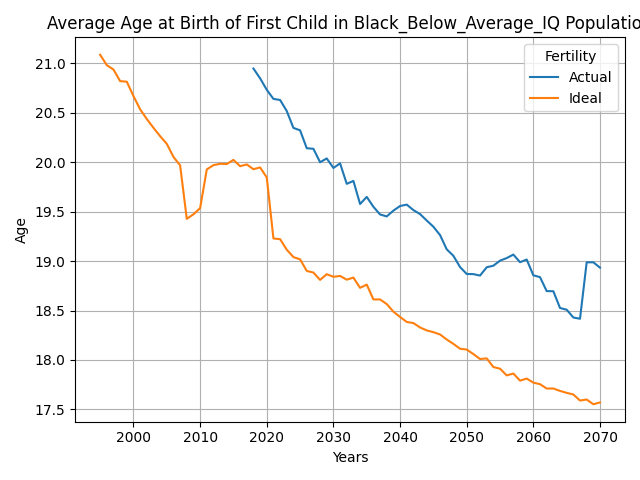 Average Age at Birth of First Child in Black_Below_Average_IQ Populatio
Fertility
Actual
Ideal
21.0
20.5
20.0
19.5
19.0
18.5
18.0
17.5
Age
2000
2010
2020
2030
2040
2050
2060
2070
Years